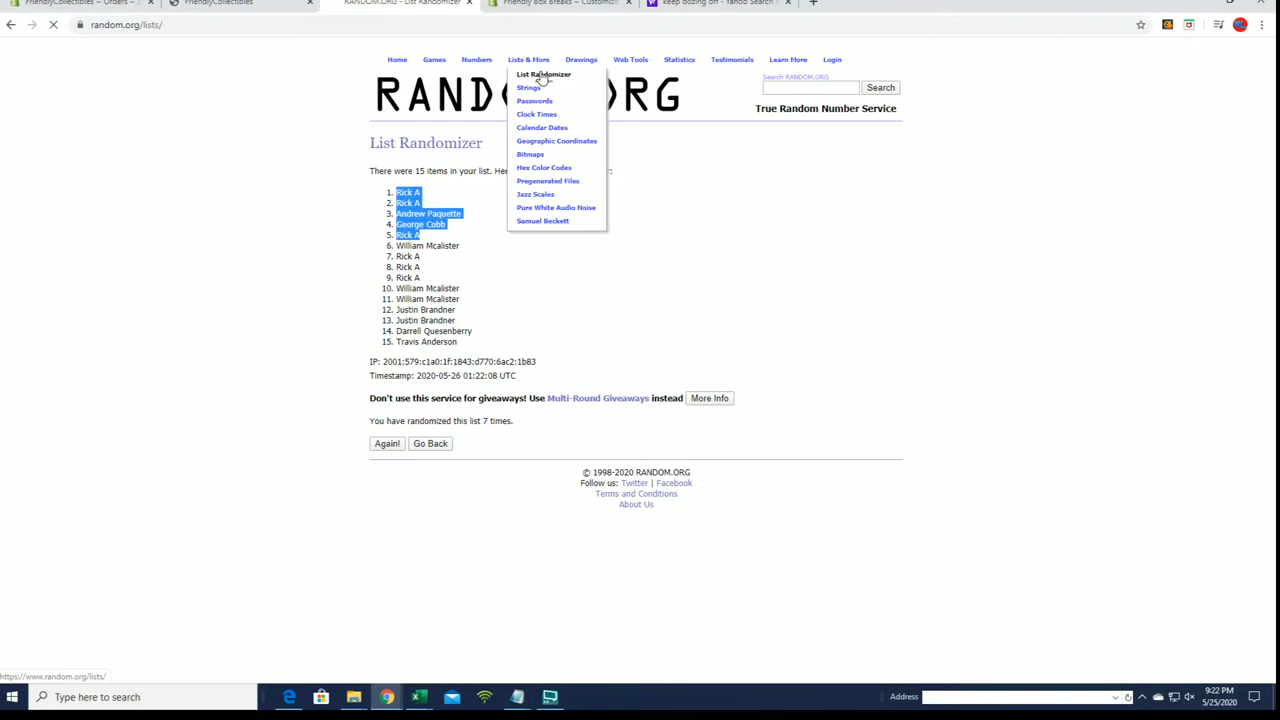 FriendlyCollectibles – Orders – S
FriendlyCollectibles
RANDOM.ORG - List Randomizer
Friendly Box Breaks – Customize
keep dozing off - Yahoo Search
random.org/lists/
Home Games Numbers Lists & More Drawings Web Tools Statistics Testimonials Learn More Login
List Randomizer
Strings
Passwords
Clock Times
Calendar Dates
Geographic Coordinates
Bitmaps
Hex Color Codes
Pregenerated Files
Jazz Scales
Pure White Audio Noise
Samuel Beckett
Search RANDOM.ORG
Search
True Random Number Service
List Randomizer
There were 15 items in your list. Her
1. Rick A
2. Rick A
3. Andrew Paquette
4. George Cobb
5. Rick A
6. William Mcalister
7. Rick A
8. Rick A
9. Rick A
10. William Mcalister
11. William Mcalister
12. Justin Brandner
13. Justin Brandner
14. Darrell Quesenberry
15. Travis Anderson
IP: 2001:579:c1a0:1f:1843:d770:6ac2:1b83
Timestamp: 2020-05-26 01:22:08 UTC
Don't use this service for giveaways! Use Multi-Round Giveaways instead More Info
You have randomized this list 7 times.
Again! Go Back
© 1998-2020 RANDOM.ORG
Follow us: Twitter | Facebook
Terms and Conditions
About Us
https://www.random.org/lists/
Type here to search
Address
9:22 PM
5/25/2020